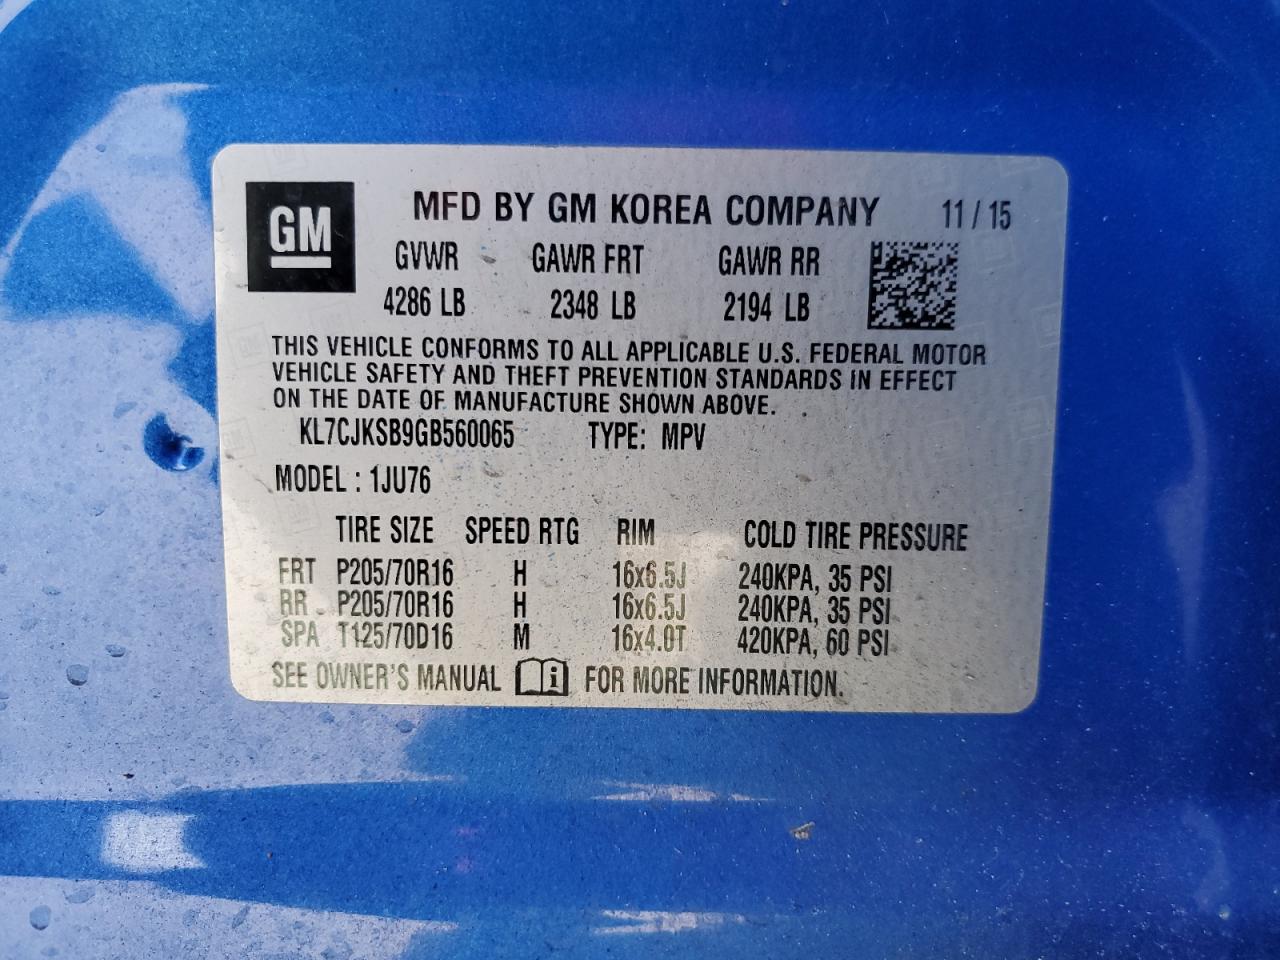 GM
MFD BY GM KOREA COMPANY 11 / 15
GVWR GAWR FRT GAWR RR
4286 LB 2348 LB 2194 LB
THIS VEHICLE CONFORMS TO ALL APPLICABLE U.S. FEDERAL MOTOR
VEHICLE SAFETY AND THEFT PREVENTION STANDARDS IN EFFECT
ON THE DATE OF MANUFACTURE SHOWN ABOVE.
KL7CJKSB9GB560065 TYPE: MPV
MODEL : 1JU76
TIRE SIZE SPEED RTG RIM COLD TIRE PRESSURE
FRT P205/70R16 H 16x6.5J 240KPA, 35 PSI
RR P205/70R16 H 16x6.5J 240KPA, 35 PSI
SPA T125/70D16 M 16x4.0T 420KPA, 60 PSI
SEE OWNER'S MANUAL i FOR MORE INFORMATION.